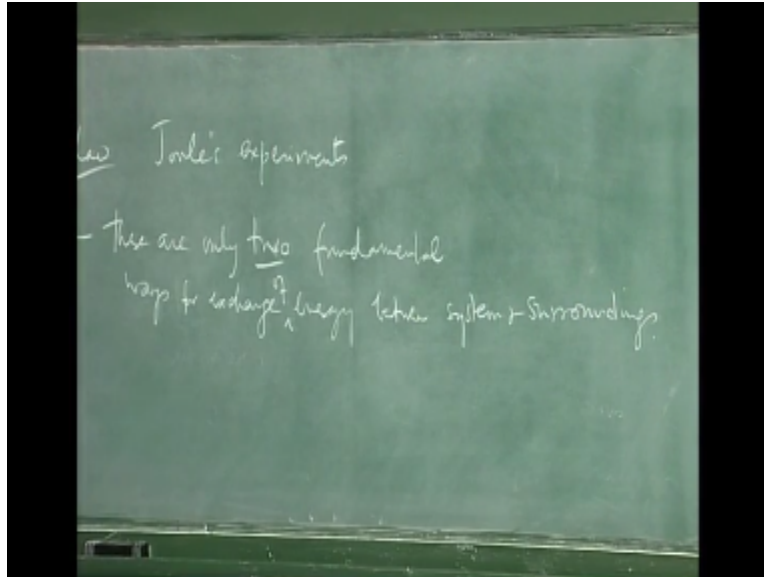 Law Joule's experiments
- There are only two fundamental
ways for exchange of energy between system & surroundings.